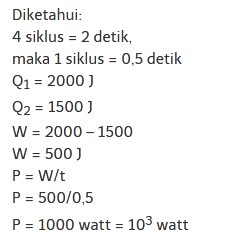 Diketahui:
4 siklus = 2 detik,
maka 1 siklus = 0,5 detik
Q1 = 2000 J
Q2 = 1500 J
W = 2000 – 1500
W = 500 J
P = W/t
P = 500/0,5
P = 1000 watt = 10³ watt